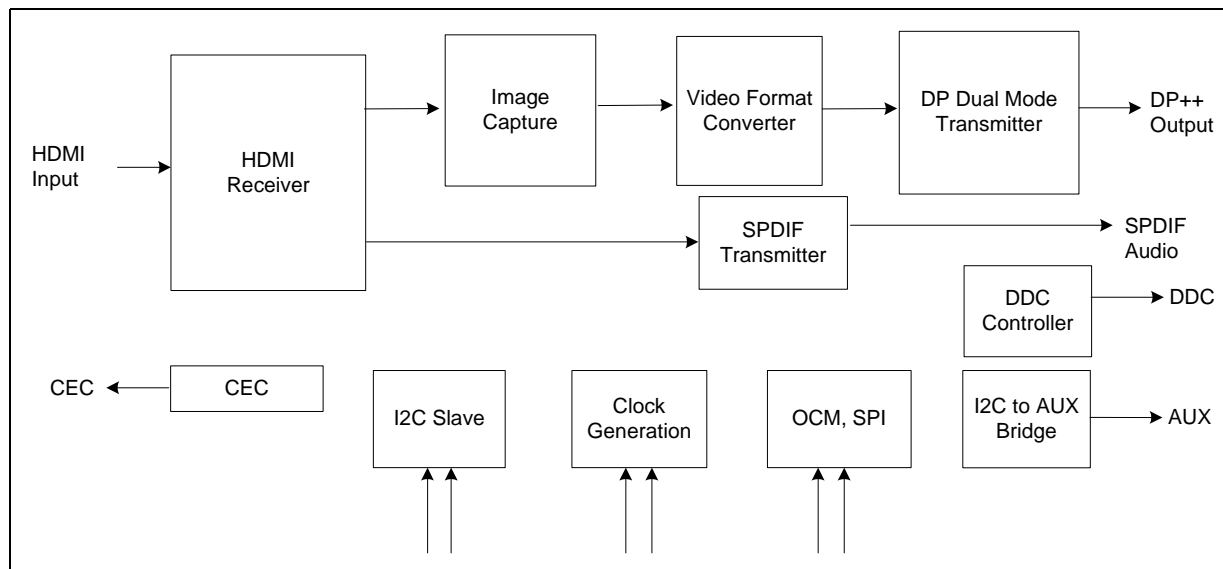 HDMI
Input
HDMI
Receiver
Image
Capture
Video Format
Converter
DP Dual Mode
Transmitter
DP++
Output
SPDIF
Transmitter
SPDIF
Audio
DDC
Controller
DDC
CEC
CEC
I2C Slave
Clock
Generation
OCM, SPI
I2C to AUX
Bridge
AUX